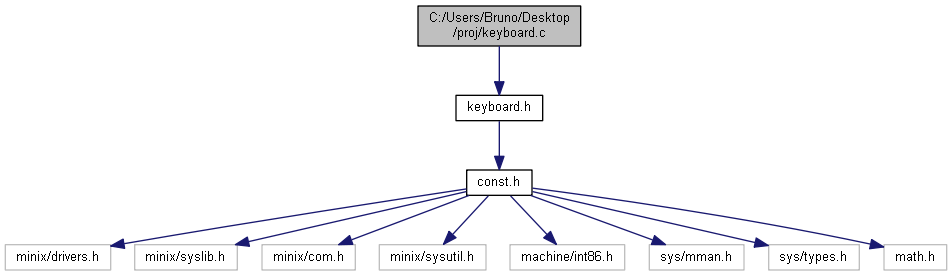 C:/Users/Bruno/Desktop
/proj/keyboard.c
keyboard.h
const.h
minix/drivers.h
minix/syslib.h
minix/com.h
minix/sysutil.h
machine/int86.h
sys/mman.h
sys/types.h
math.h